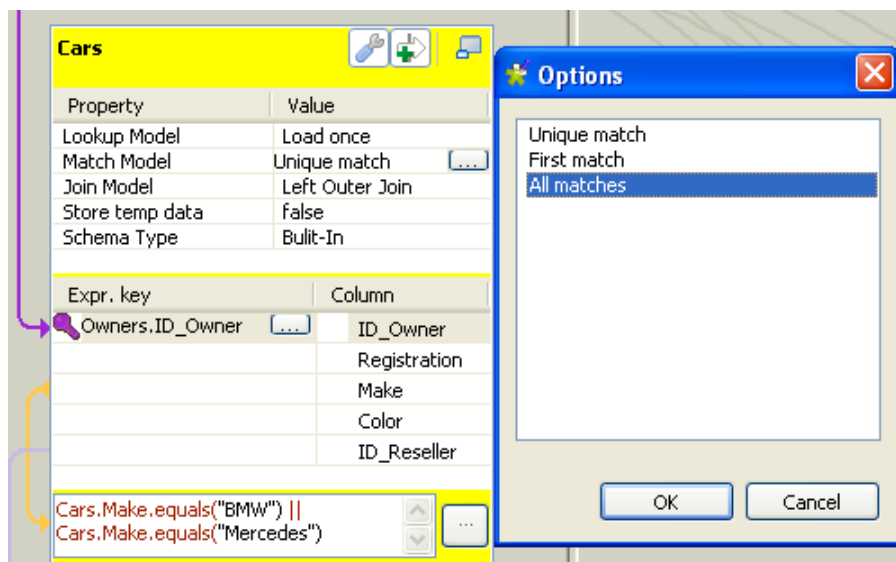 Cars
Property Value
Lookup Model Load once
Match Model Unique match ...
Join Model Left Outer Join
Store temp data false
Schema Type Bulit-In
Expr. key Column
Owners.ID_Owner ... ID_Owner
Registration
Make
Color
ID_Reseller
Cars.Make.equals("BMW") ||
Cars.Make.equals("Mercedes")
...
Options
Unique match
First match
All matches
OK Cancel